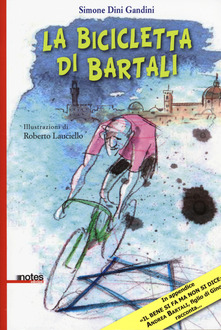 Simone Dini Gandini
LA BICICLETTA
DI BARTALI
Illustrazioni di
Roberto Lauciello
notes
In appendice
«IL BENE SI FA MA NON SI DICE»
ANDREA BARTALI, figlio di Gino
racconta...